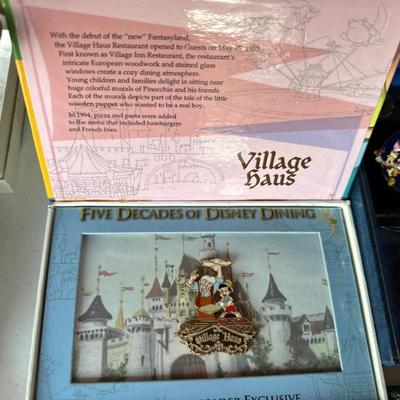 With the debut of the "new" Fantasyland,
the Village Haus Restaurant opened to Guests on May 25, 1983.
First known as Village Inn Restaurant, the restaurant's
intricate European woodwork and stained glass
windows create a cozy dining atmosphere.
Young children and families delight in sitting near
huge colorful murals of Pinocchio and his friends.
Each of the murals depicts part of the tale of the little
wooden puppet who wanted to be a real boy.
In 1994, pizza and pasta were added
to the menu that included hamburgers
and French fries.
Village
Haus
FIVE DECADES OF DISNEY DINING
Village Haus
EXCLUSIVE